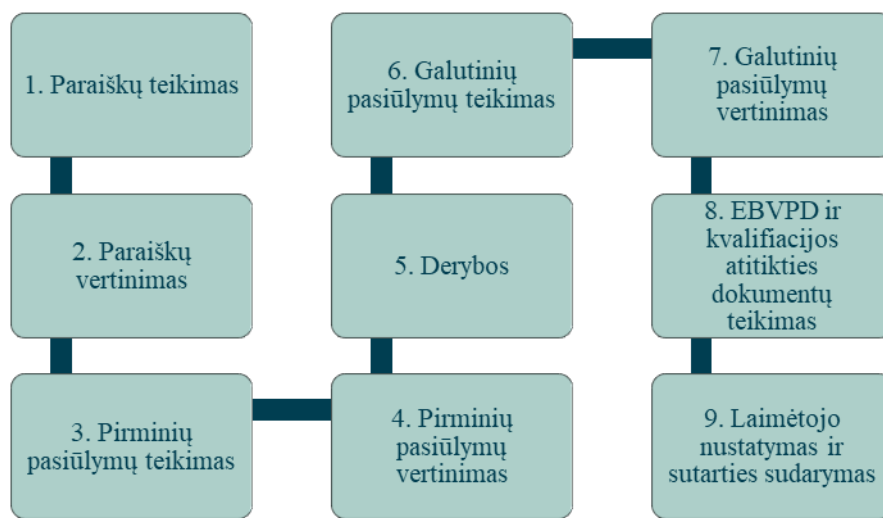 1. Paraiškų teikimas
2. Paraiškų
vertinimas
3. Pirminių
pasiūlymų teikimas
4. Pirminių
pasiūlymų
vertinimas
5. Derybos
6. Galutinių
pasiūlymų teikimas
7. Galutinių
pasiūlymų
vertinimas
8. EBVPD ir
kvalifiacijos
atitikties
dokumentų
teikimas
9. Laimėtojo
nustatymas ir
sutarties sudarymas